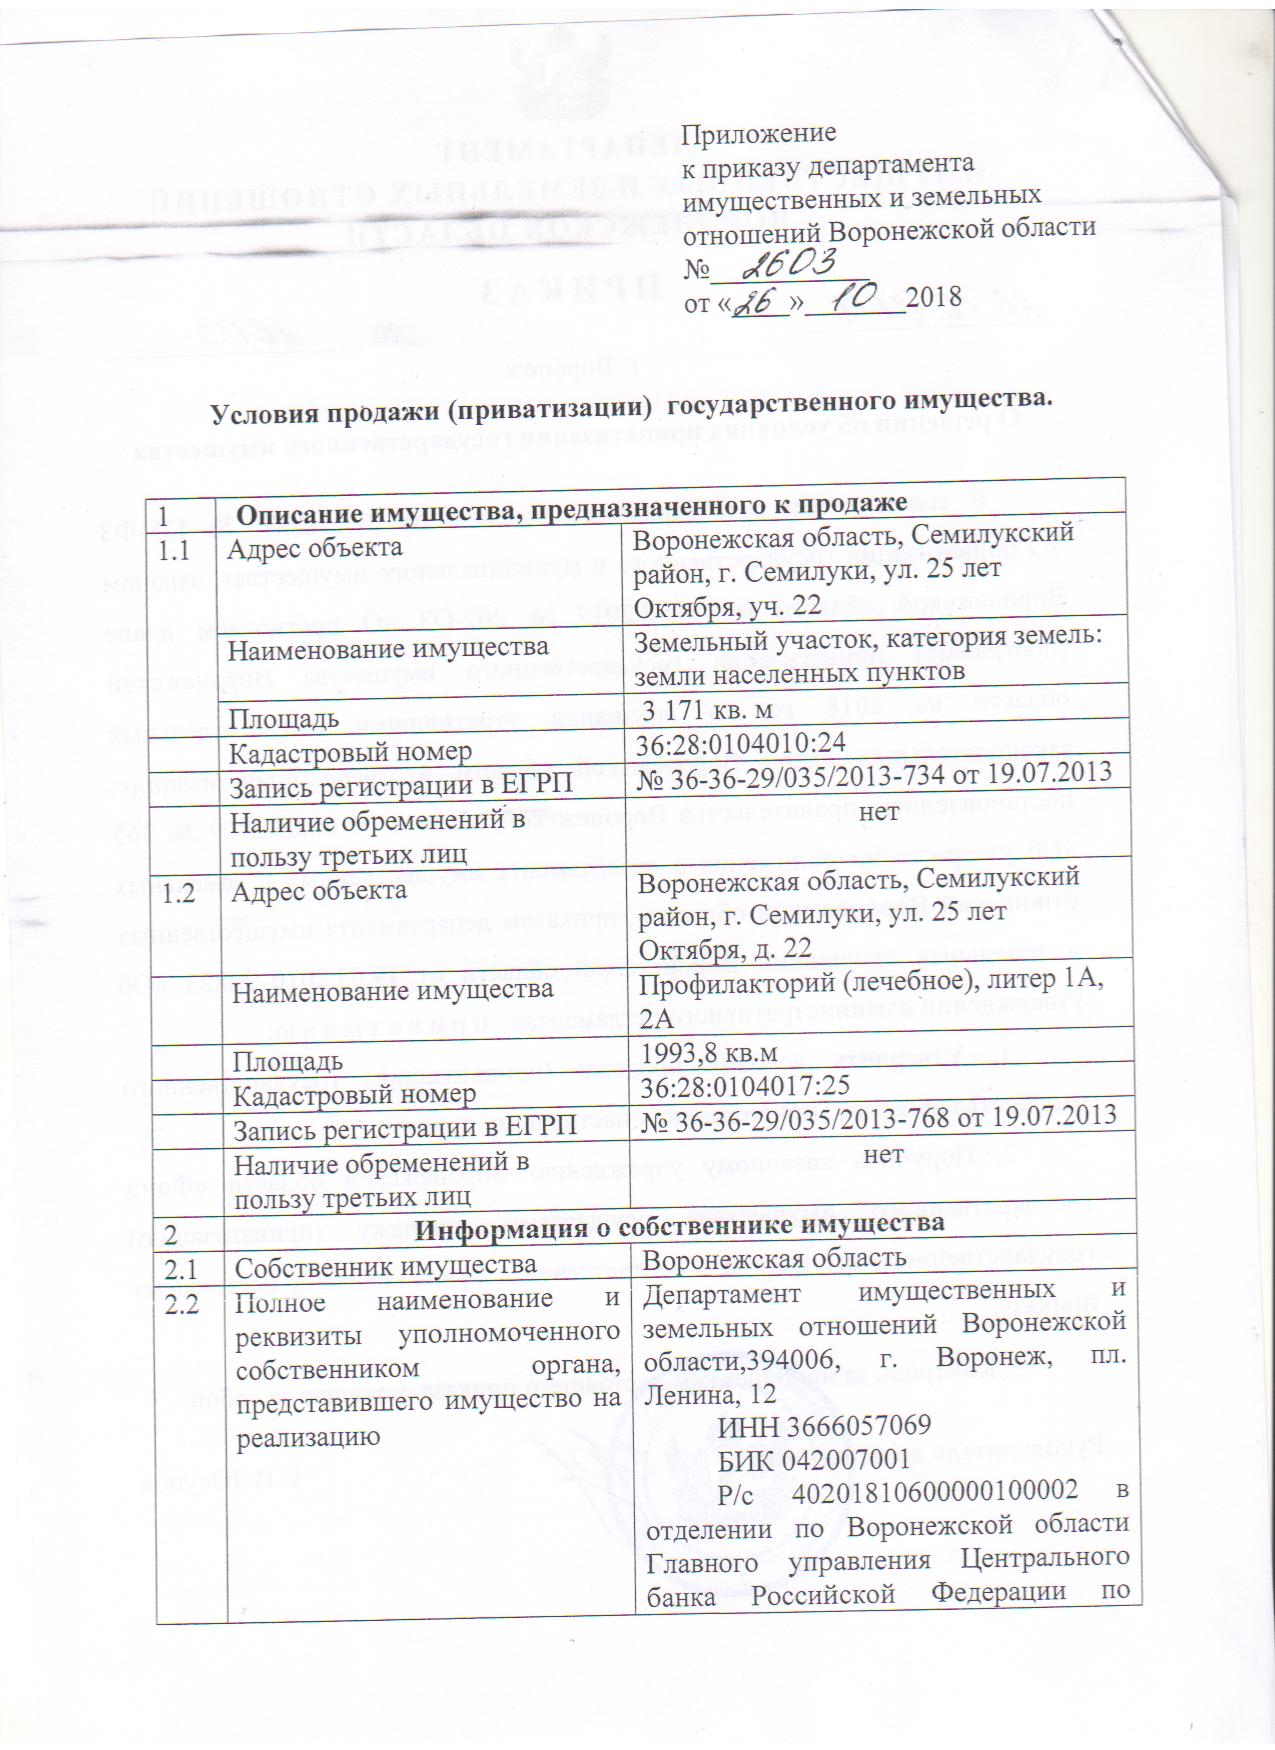 Приложение
к приказу департамента
имущественных и земельных
отношений Воронежской области
№ 2603
от «26» 10 2018
Условия продажи (приватизации) государственного имущества.
1 Описание имущества, предназначенного к продаже
1.1 Адрес объекта Воронежская область, Семилукский
район, г. Семилуки, ул. 25 лет
Октября, уч. 22
Наименование имущества Земельный участок, категория земель:
земли населенных пунктов
Площадь 3 171 кв. м
Кадастровый номер 36:28:0104010:24
Запись регистрации в ЕГРП № 36-36-29/035/2013-734 от 19.07.2013
Наличие обременений в нет
пользу третьих лиц
1.2 Адрес объекта Воронежская область, Семилукский
район, г. Семилуки, ул. 25 лет
Октября, д. 22
Наименование имущества Профилакторий (лечебное), литер 1А,
2А
Площадь 1993,8 кв.м
Кадастровый номер 36:28:0104017:25
Запись регистрации в ЕГРП № 36-36-29/035/2013-768 от 19.07.2013
Наличие обременений в нет
пользу третьих лиц
2 Информация о собственнике имущества
2.1 Собственник имущества Воронежская область
2.2 Полное наименование и
реквизиты уполномоченного
собственником органа,
представившего имущество на
реализацию
Департамент имущественных и
земельных отношений Воронежской
области,394006, г. Воронеж, пл.
Ленина, 12
ИНН 3666057069
БИК 042007001
Р/с 40201810600000100002 в
отделении по Воронежской области
Главного управления Центрального
банка Российской Федерации по